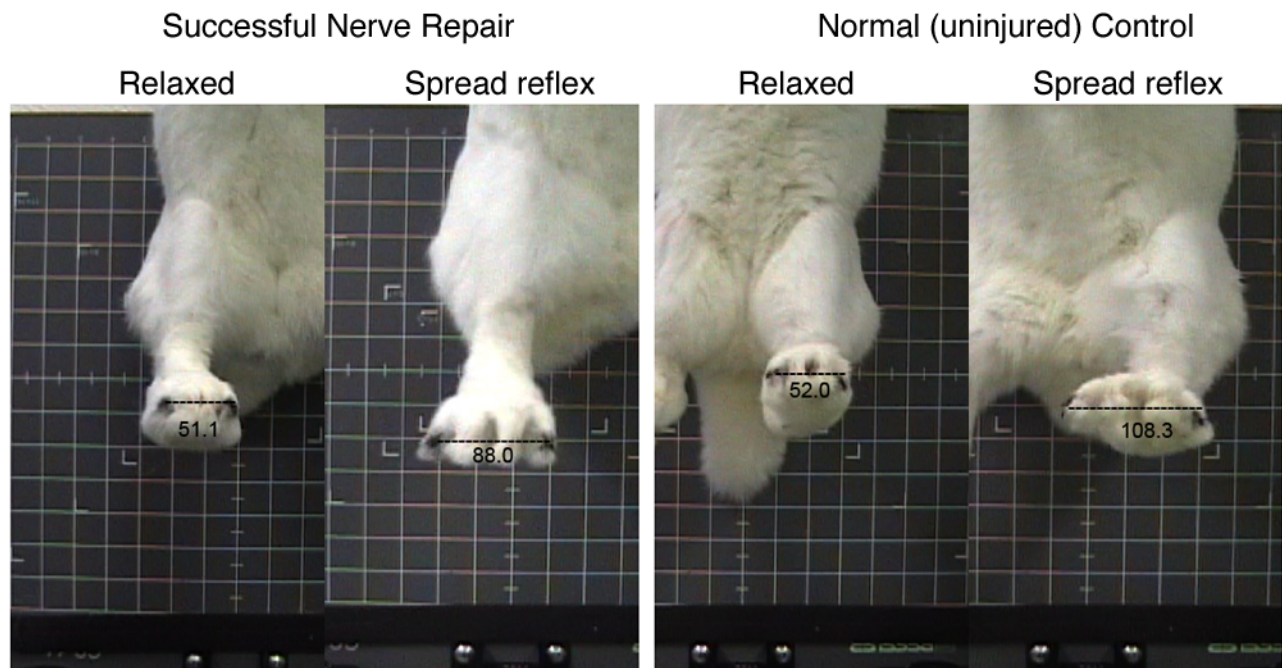 Successful Nerve Repair
Normal (uninjured) Control
Relaxed
Spread reflex
Relaxed
Spread reflex
51.1
88.0
52.0
108.3